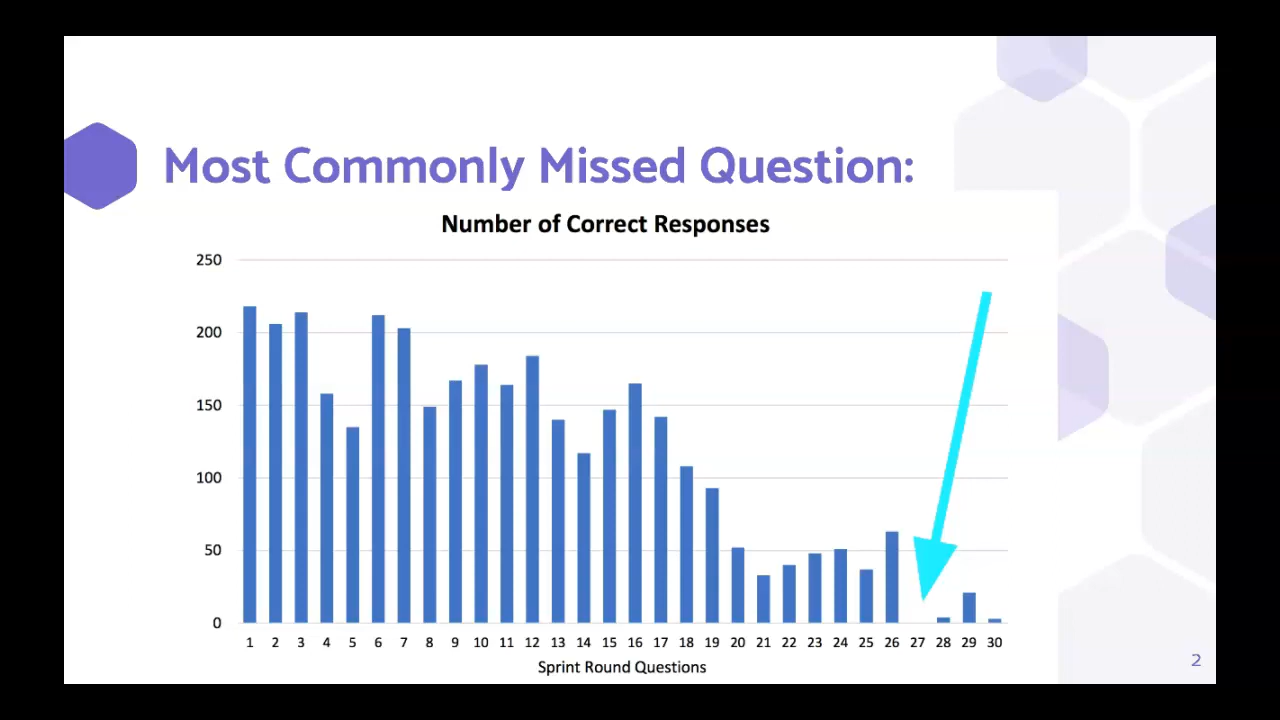 Most Commonly Missed Question:
Number of Correct Responses
250
200
150
100
50
0
1 2 3 4 5 6 7 8 9 10 11 12 13 14 15 16 17 18 19 20 21 22 23 24 25 26 27 28 29 30
Sprint Round Questions
2